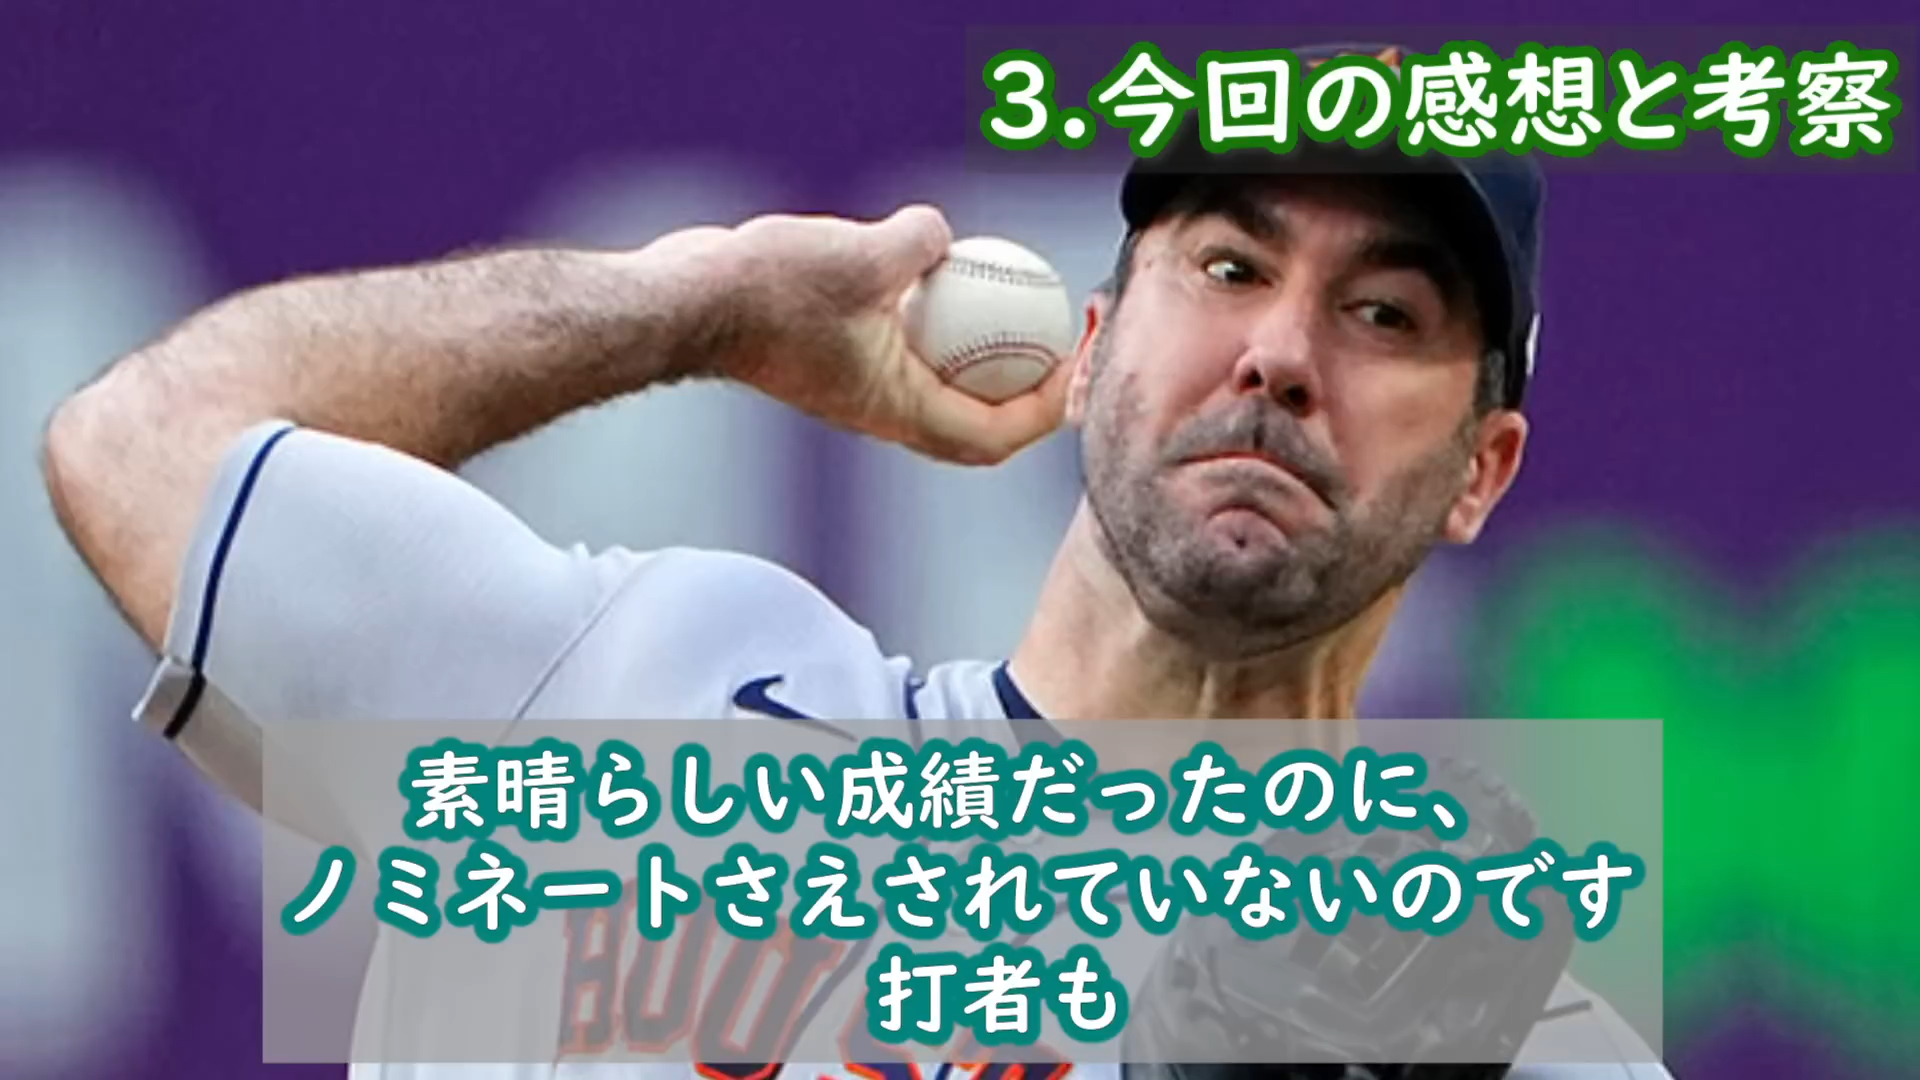 3.今回の感想と考察
素晴らしい成績だったのに、
ノミネートさえされていないのです
打者も